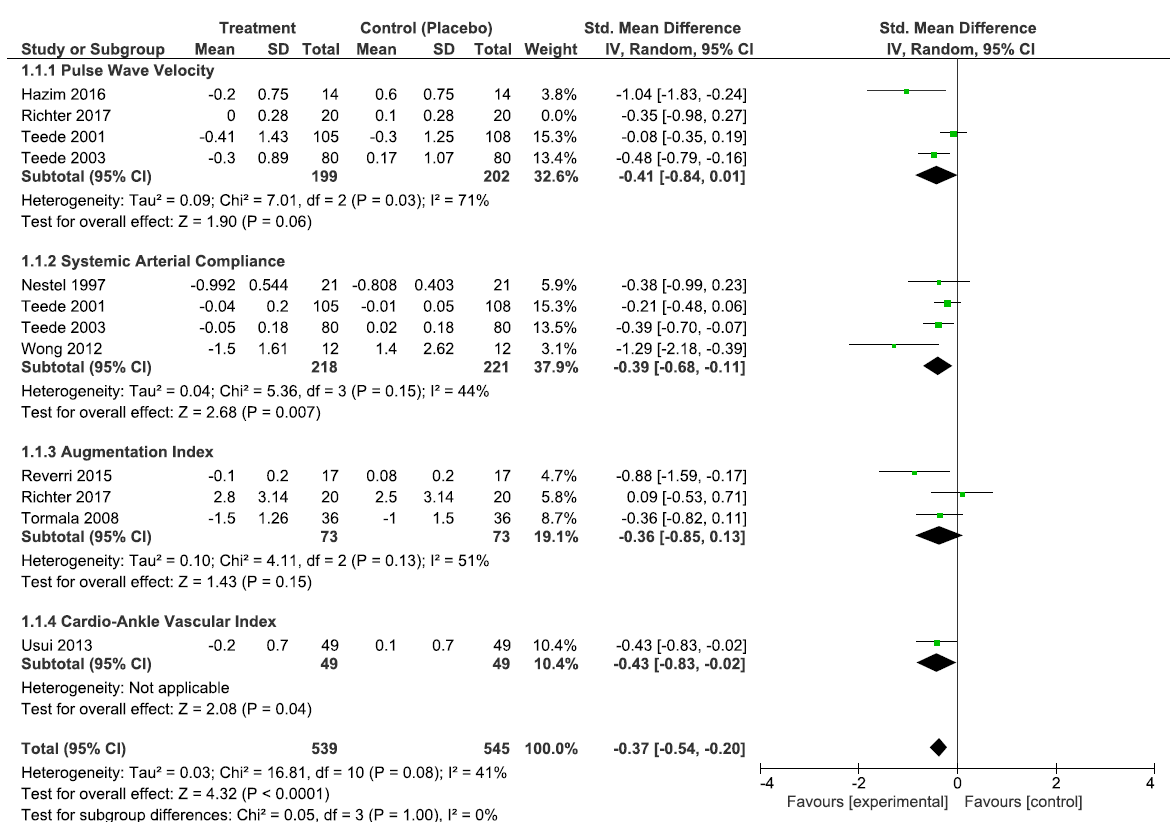 Treatment Control (Placebo) Std. Mean Difference Std. Mean Difference
Study or Subgroup Mean SD Total Mean SD Total Weight IV, Random, 95% CI IV, Random, 95% CI
1.1.1 Pulse Wave Velocity
Hazim 2016 -0.2 0.75 14 0.6 0.75 14 3.8% -1.04 [-1.83, -0.24]
Richter 2017 0 0.28 20 0.1 0.28 20 0.0% -0.35 [-0.98, 0.27]
Teede 2001 -0.41 1.43 105 -0.3 1.25 108 15.3% -0.08 [-0.35, 0.19]
Teede 2003 -0.3 0.89 80 0.17 1.07 80 13.4% -0.48 [-0.79, -0.16]
Subtotal (95% CI) 199 202 32.6% -0.41 [-0.84, 0.01]
Heterogeneity: Tau² = 0.09; Chi² = 7.01, df = 2 (P = 0.03); I² = 71%
Test for overall effect: Z = 1.90 (P = 0.06)
1.1.2 Systemic Arterial Compliance
Nestel 1997 -0.992 0.544 21 -0.808 0.403 21 5.9% -0.38 [-0.99, 0.23]
Teede 2001 -0.04 0.2 105 -0.01 0.05 108 15.3% -0.21 [-0.48, 0.06]
Teede 2003 -0.05 0.18 80 0.02 0.18 80 13.5% -0.39 [-0.70, -0.07]
Wong 2012 -1.5 1.61 12 1.4 2.62 12 3.1% -1.29 [-2.18, -0.39]
Subtotal (95% CI) 218 221 37.9% -0.39 [-0.68, -0.11]
Heterogeneity: Tau² = 0.04; Chi² = 5.36, df = 3 (P = 0.15); I² = 44%
Test for overall effect: Z = 2.68 (P = 0.007)
1.1.3 Augmentation Index
Reverri 2015 -0.1 0.2 17 0.08 0.2 17 4.7% -0.88 [-1.59, -0.17]
Richter 2017 2.8 3.14 20 2.5 3.14 20 5.8% 0.09 [-0.53, 0.71]
Tormala 2008 -1.5 1.26 36 -1 1.5 36 8.7% -0.36 [-0.82, 0.11]
Subtotal (95% CI) 73 73 19.1% -0.36 [-0.85, 0.13]
Heterogeneity: Tau² = 0.10; Chi² = 4.11, df = 2 (P = 0.13); I² = 51%
Test for overall effect: Z = 1.43 (P = 0.15)
1.1.4 Cardio-Ankle Vascular Index
Usui 2013 -0.2 0.7 49 0.1 0.7 49 10.4% -0.43 [-0.83, -0.02]
Subtotal (95% CI) 49 49 10.4% -0.43 [-0.83, -0.02]
Heterogeneity: Not applicable
Test for overall effect: Z = 2.08 (P = 0.04)
Total (95% CI) 539 545 100.0% -0.37 [-0.54, -0.20]
Heterogeneity: Tau² = 0.03; Chi² = 16.81, df = 10 (P = 0.08); I² = 41%
Test for overall effect: Z = 4.32 (P < 0.0001)
Test for subgroup differences: Chi² = 0.05, df = 3 (P = 1.00), I² = 0%
-4 -2 0 2 4
Favours [experimental] Favours [control]